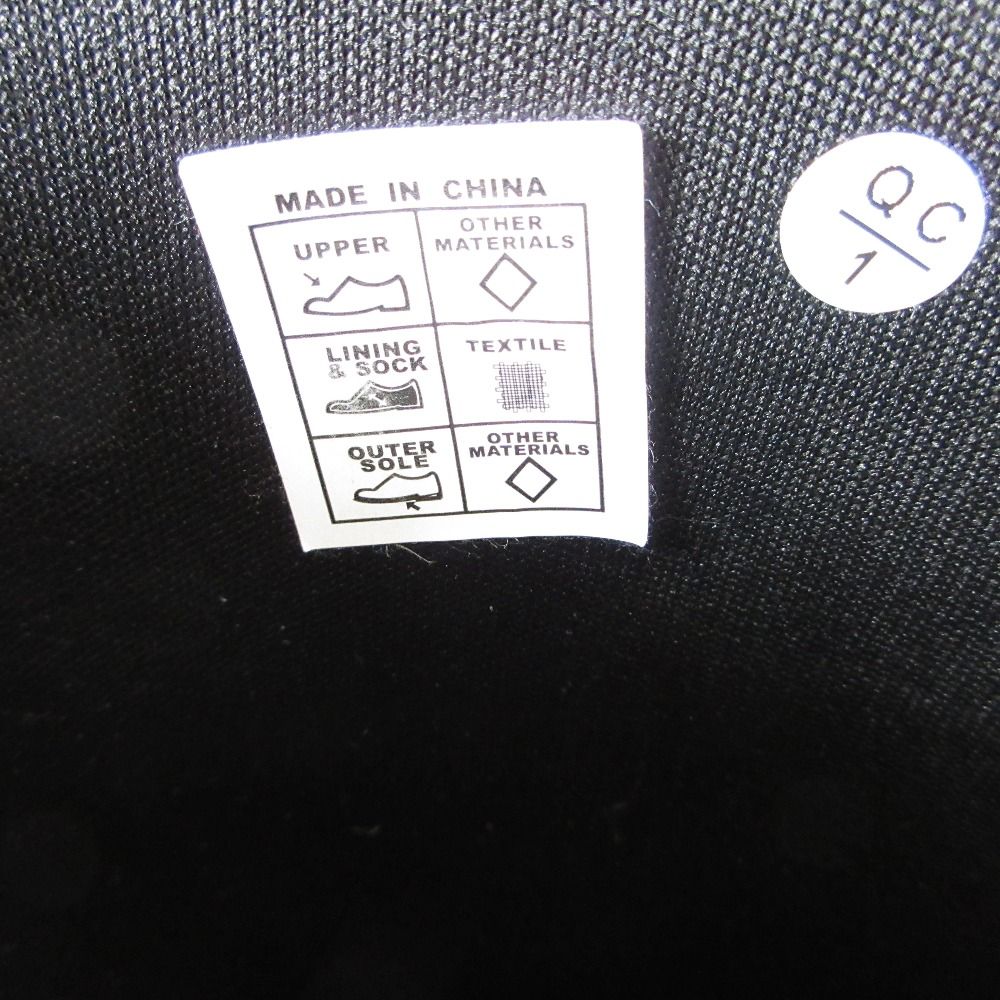 MADE IN CHINA
UPPER
OTHER
MATERIALS
LINING
& SOCK
TEXTILE
OUTER
SOLE
OTHER
MATERIALS
QC
1